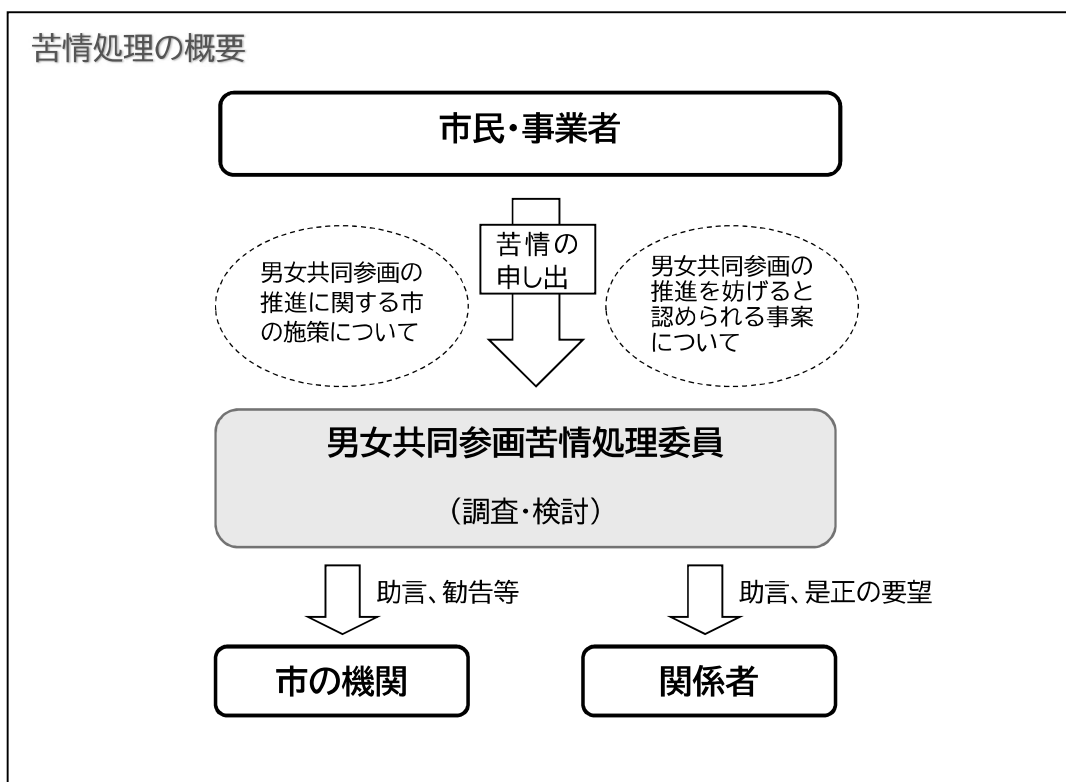 苦情処理の概要
市民・事業者
苦情の
申し出
男女共同参画の
推進に関する市
の施策について
男女共同参画の
推進を妨げると
認められる事案
について
男女共同参画苦情処理委員
（調査・検討）
助言、勧告等
助言、是正の要望
市の機関
関係者